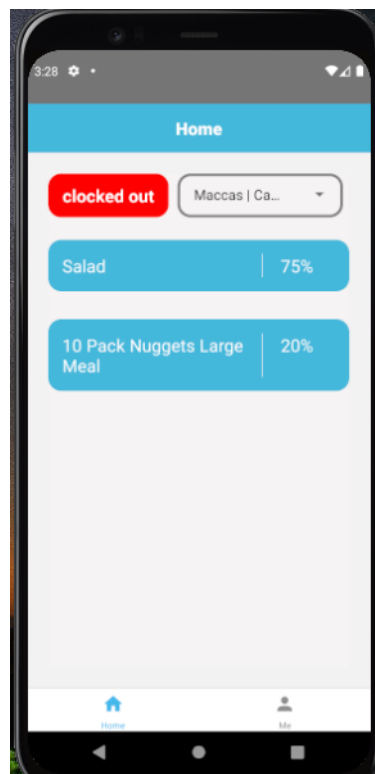 3:28
Home
clocked out
Maccas | Ca...
Salad
75%
10 Pack Nuggets Large
Meal
20%
Home
Me